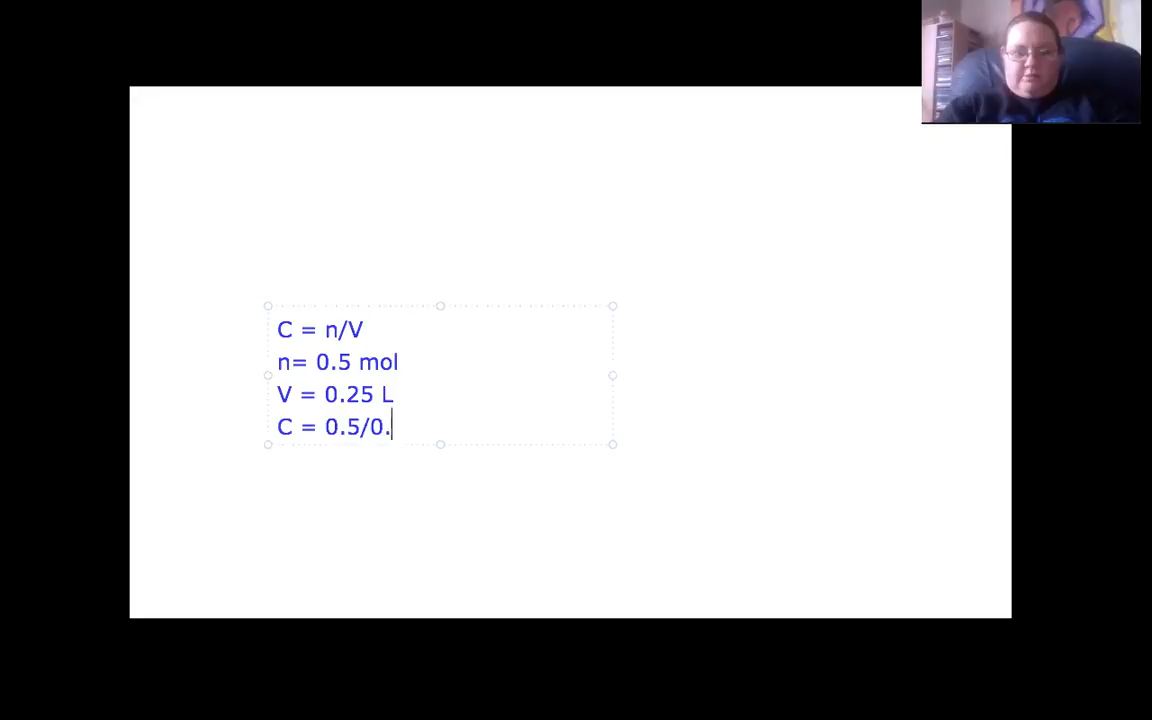 C = n/V
n= 0.5 mol
V = 0.25 L
C = 0.5/0.